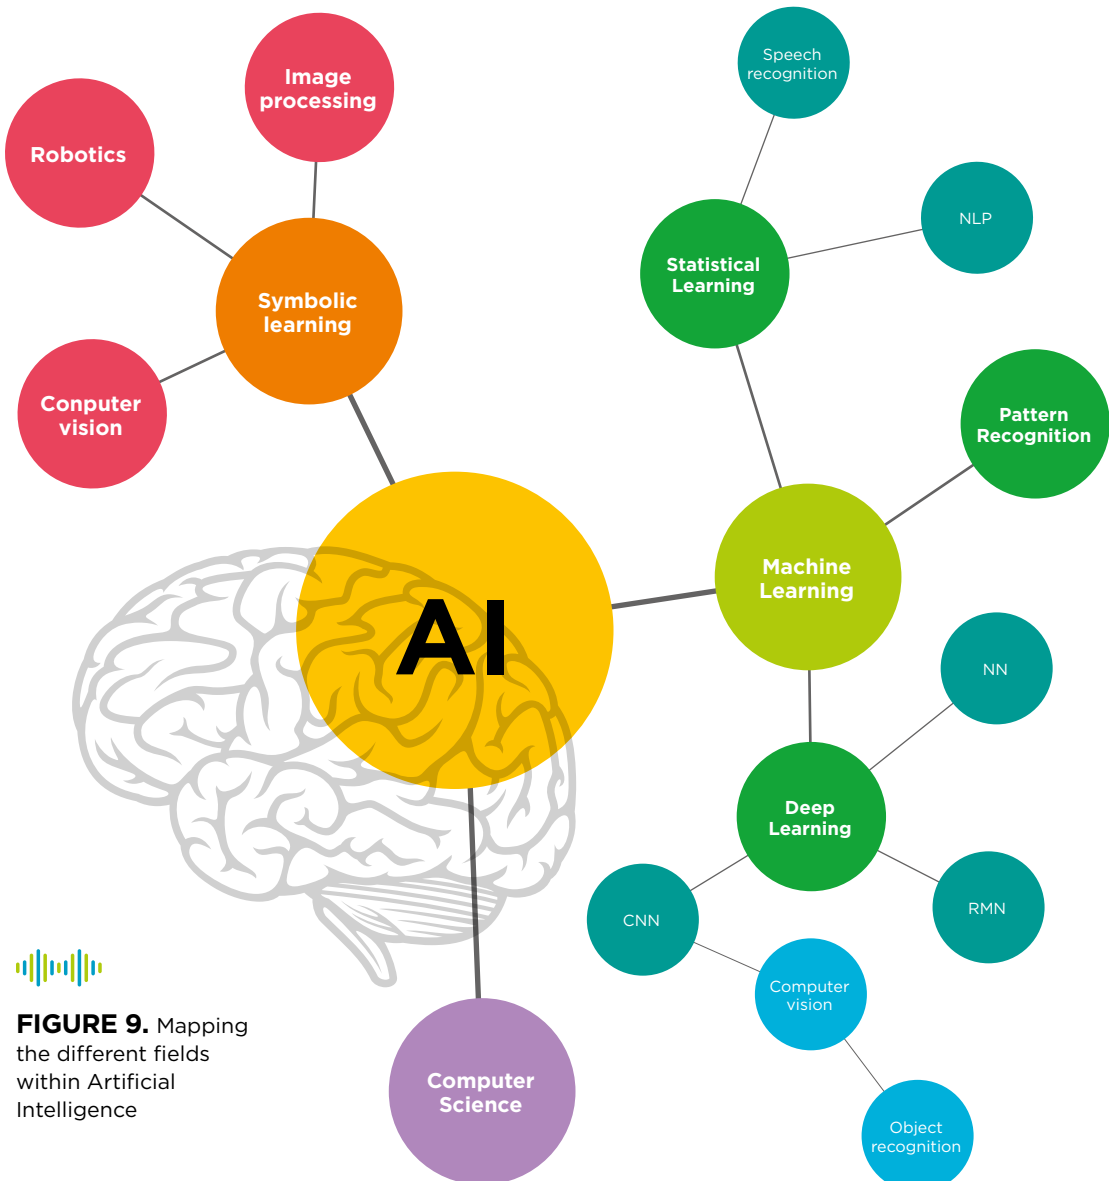 Image
processing
Robotics
Symbolic
learning
Conputer
vision
Speech
recognition
NLP
Statistical
Learning
Pattern
Recognition
Machine
Learning
AI
NN
Deep
Learning
CNN
RMN
Computer
vision
Object
recognition
Computer
Science
FIGURE 9. Mapping
the different fields
within Artificial
Intelligence